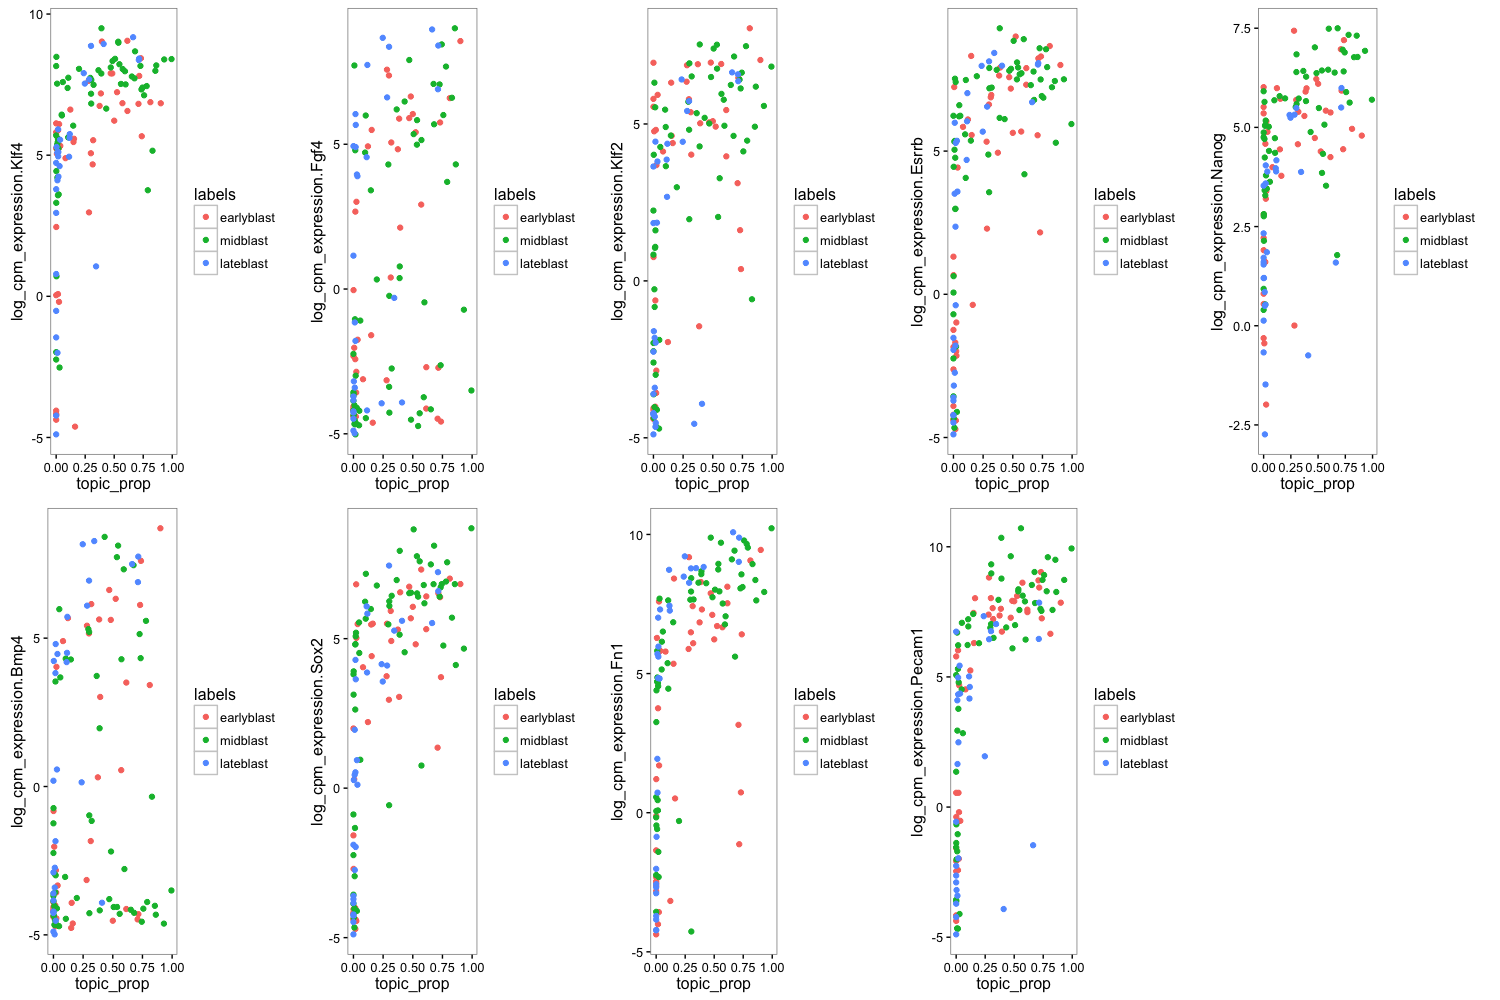 log_cpm_expression.Klf4
10
5
0
-5
0.00 0.25 0.50 0.75 1.00
topic_prop
labels
earlyblast
midblast
lateblast
log_cpm_expression.Fgf4
5
0
-5
0.00 0.25 0.50 0.75 1.00
topic_prop
labels
earlyblast
midblast
lateblast
log_cpm_expression.Klf2
5
0
-5
0.00 0.25 0.50 0.75 1.00
topic_prop
labels
earlyblast
midblast
lateblast
log_cpm_expression.Esrrb
5
0
-5
0.00 0.25 0.50 0.75 1.00
topic_prop
labels
earlyblast
midblast
lateblast
log_cpm_expression.Nanog
7.5
5.0
2.5
0.0
-2.5
0.00 0.25 0.50 0.75 1.00
topic_prop
labels
earlyblast
midblast
lateblast
log_cpm_expression.Bmp4
5
0
-5
0.00 0.25 0.50 0.75 1.00
topic_prop
labels
earlyblast
midblast
lateblast
log_cpm_expression.Sox2
5
0
-5
0.00 0.25 0.50 0.75 1.00
topic_prop
labels
earlyblast
midblast
lateblast
log_cpm_expression.Fn1
10
5
0
-5
0.00 0.25 0.50 0.75 1.00
topic_prop
labels
earlyblast
midblast
lateblast
log_cpm_expression.Pecam1
10
5
0
-5
0.00 0.25 0.50 0.75 1.00
topic_prop
labels
earlyblast
midblast
lateblast